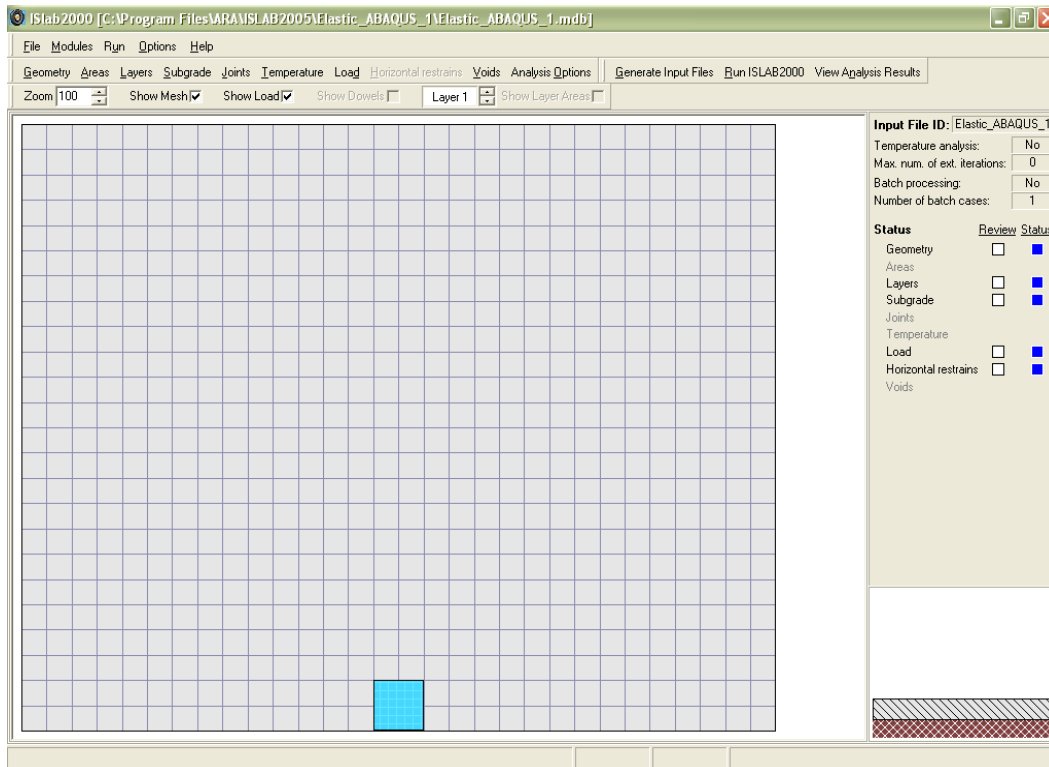 ISlab2000 [C:\Program Files\ARA\ISLAB2005\Elastic_ABAQUS_1\Elastic_ABAQUS_1.mdb]
File Modules Run Options Help
Geometry Areas Layers Subgrade Joints Temperature Load Horizontal restrains Voids Analysis Options Generate Input Files Run ISLAB2000 View Analysis Results
Zoom 100 Show Mesh Show Load Show Dowels Layer 1 Show Layer Areas
Input File ID: Elastic_ABAQUS_1
Temperature analysis: No
Max. num. of ext. iterations: 0
Batch processing: No
Number of batch cases: 1
Status Review Status
Geometry
Areas
Layers
Subgrade
Joints
Temperature
Load
Horizontal restrains
Voids